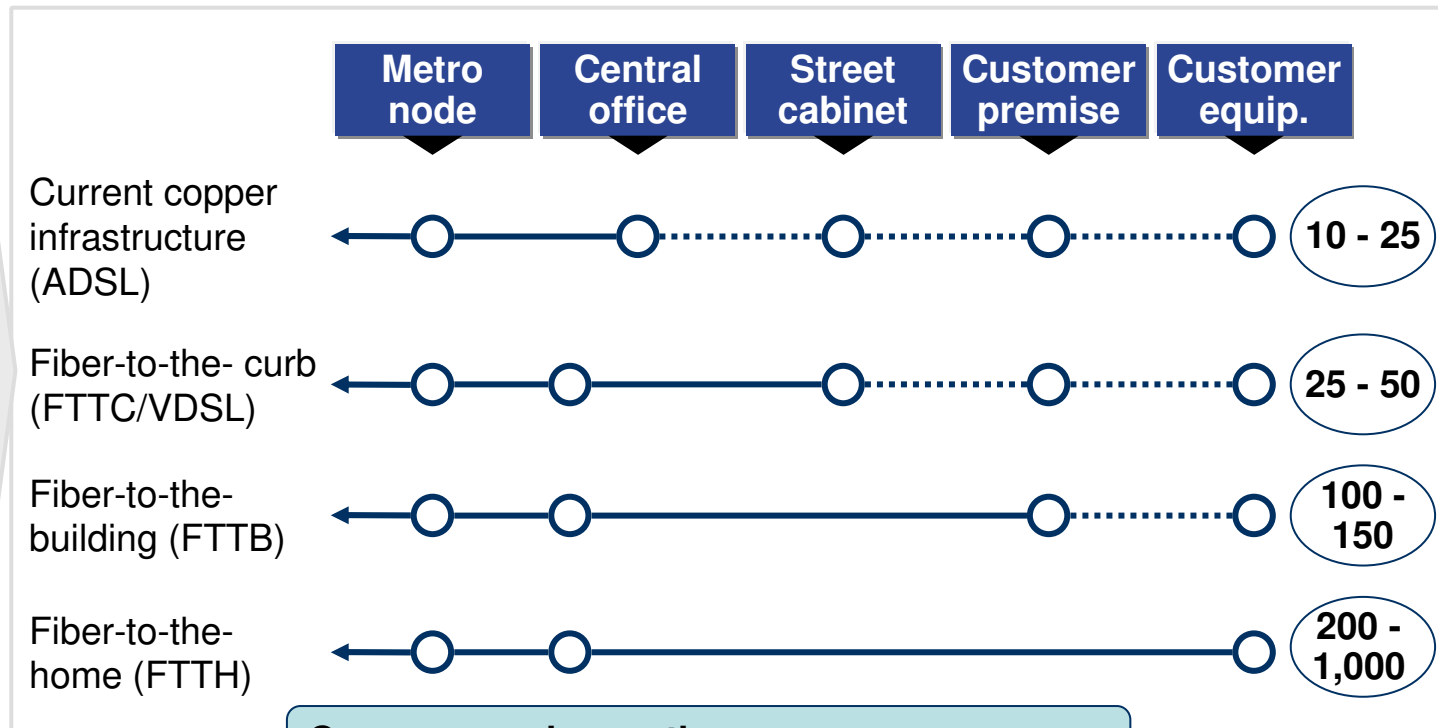 Metro
node
Central
office
Street
cabinet
Customer
premise
Customer
equip.
Current copper
infrastructure
(ADSL)
10 - 25
Fiber-to-the- curb
(FTTC/VDSL)
25 - 50
Fiber-to-the-
building (FTTB)
100 -
150
Fiber-to-the-
home (FTTH)
200 -
1,000